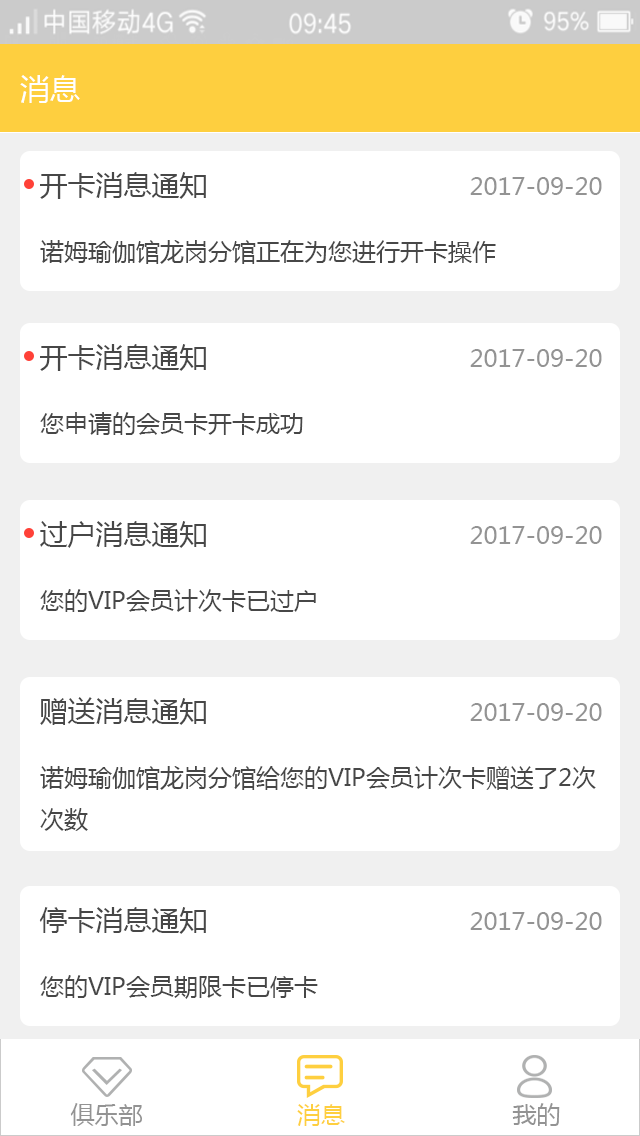 中国移动4G 09:45 95%
消息
开卡消息通知 2017-09-20
诺姆瑜伽馆龙岗分馆正在为您进行开卡操作
开卡消息通知 2017-09-20
您申请的会员卡开卡成功
过户消息通知 2017-09-20
您的VIP会员计次卡已过户
赠送消息通知 2017-09-20
诺姆瑜伽馆龙岗分馆给您的VIP会员计次卡赠送了2次
次数
停卡消息通知 2017-09-20
您的VIP会员期限卡已停卡
俱乐部 消息 我的